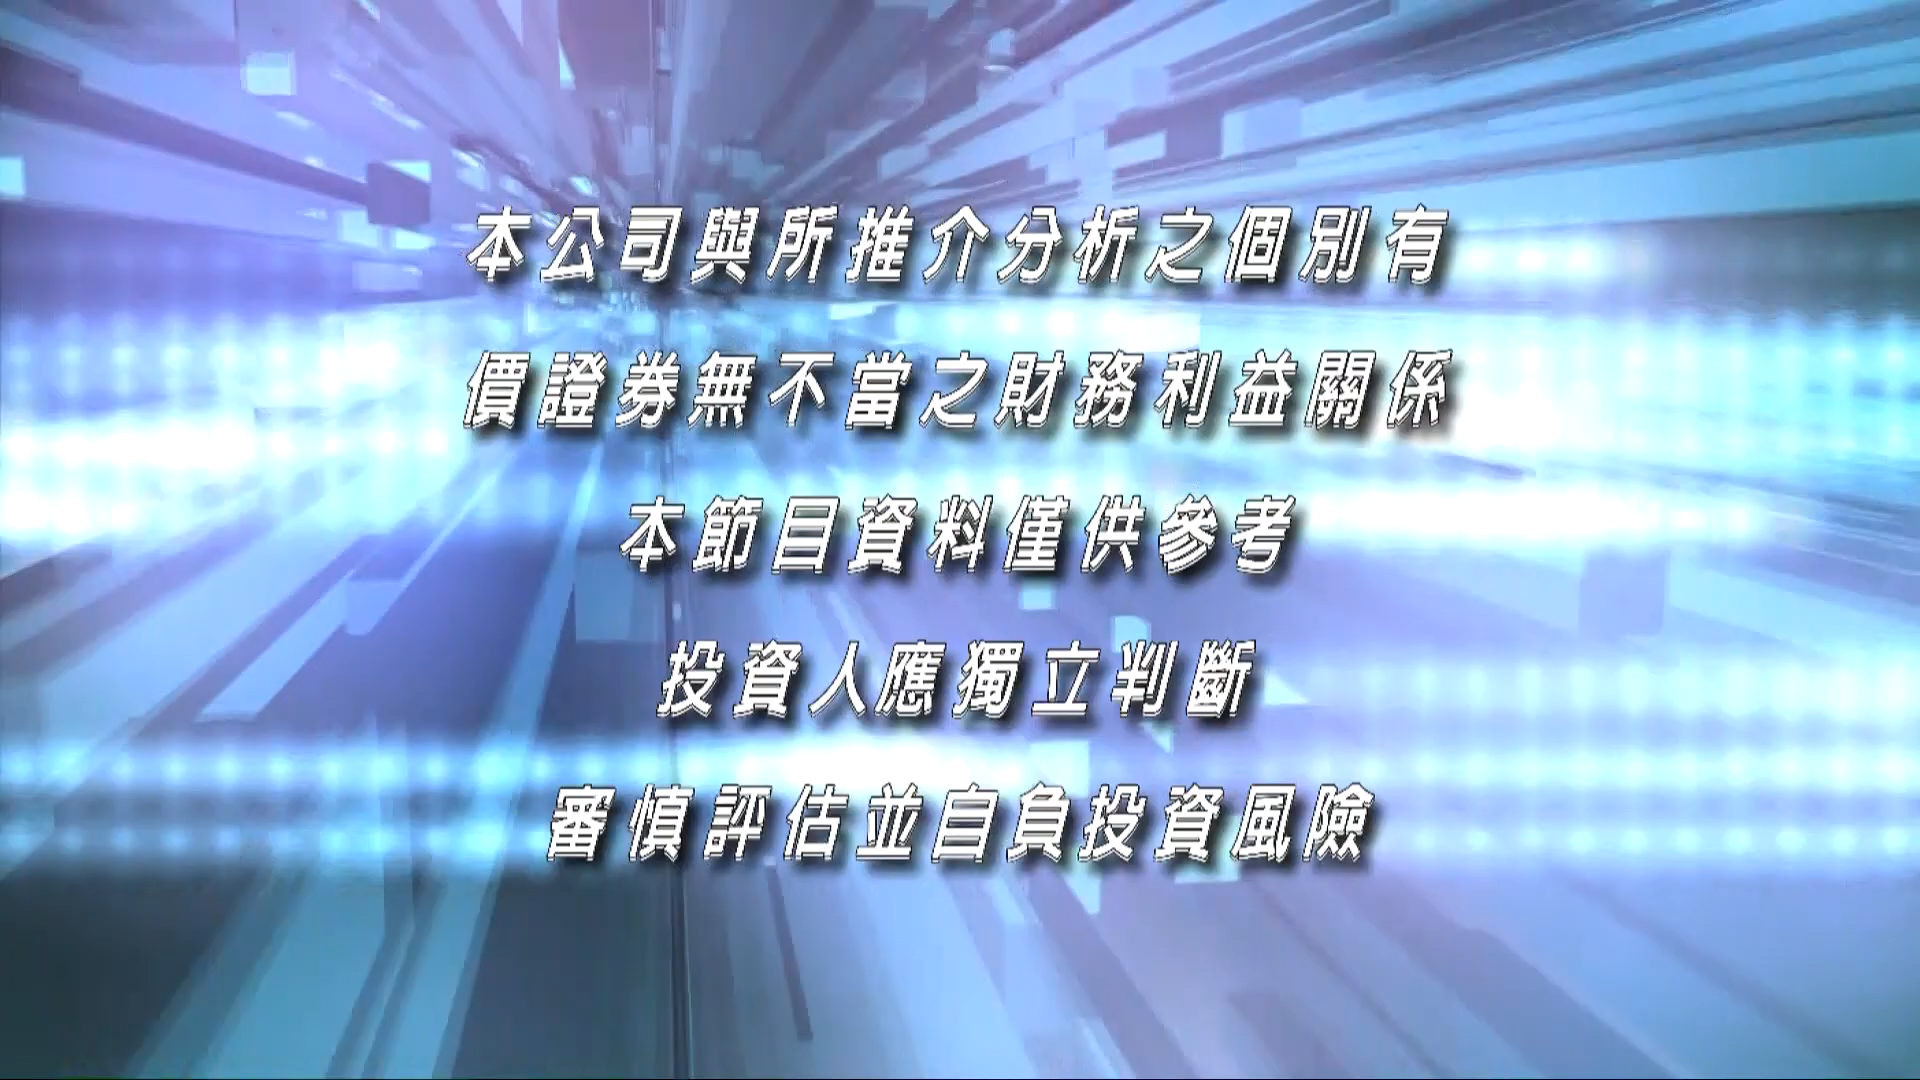 本公司與所推介分析之個別有
價證券無不當之財務利益關係
本節目資料僅供參考
投資人應獨立判斷
審慎評估並自負投資風險